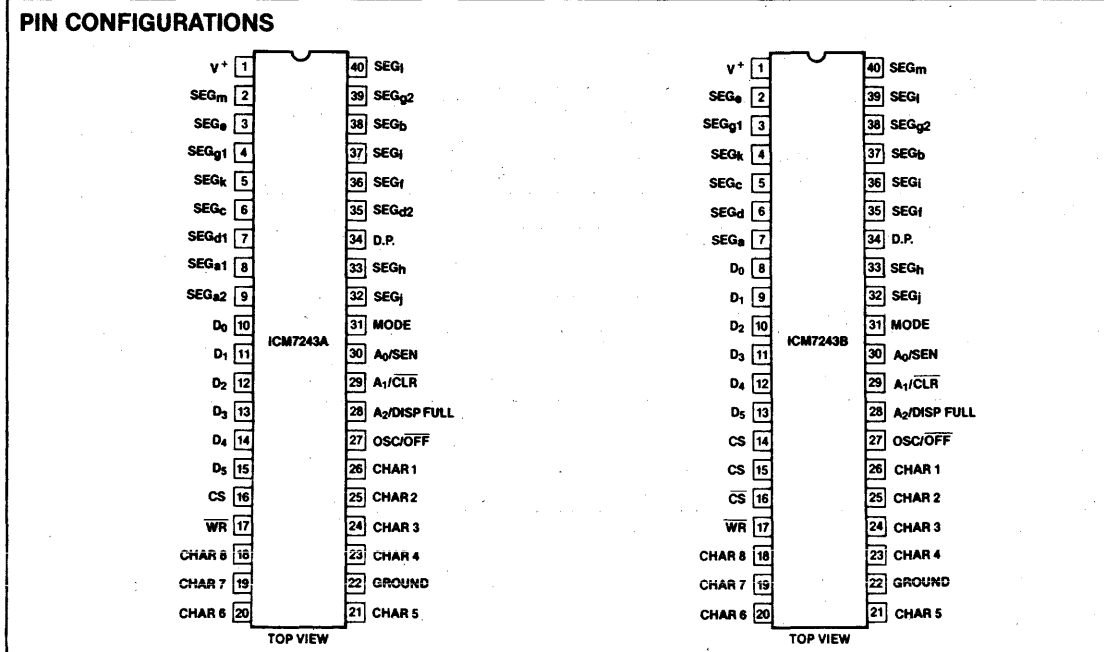 PIN CONFIGURATIONS
V+ 1
SEGm 2
SEGe 3
SEGg1 4
SEGk 5
SEGc 6
SEGd1 7
SEGa1 8
SEGa2 9
D0 10
D1 11
D2 12
D3 13
D4 14
D5 15
CS 16
WR 17
CHAR 8 18
CHAR 7 19
CHAR 6 20
ICM7243A
40 SEGl
39 SEGg2
38 SEGb
37 SEGi
36 SEGf
35 SEGd2
34 D.P.
33 SEGh
32 SEGj
31 MODE
30 A0/SEN
29 A1/CLR
28 A2/DISP FULL
27 OSC/OFF
26 CHAR 1
25 CHAR 2
24 CHAR 3
23 CHAR 4
22 GROUND
21 CHAR 5
TOP VIEW
V+ 1
SEGe 2
SEGg1 3
SEGk 4
SEGc 5
SEGd 6
SEGa 7
D0 8
D1 9
D2 10
D3 11
D4 12
D5 13
CS 14
CS 15
CS 16
WR 17
CHAR 8 18
CHAR 7 19
CHAR 6 20
ICM7243B
40 SEGm
39 SEGl
38 SEGg2
37 SEGb
36 SEGi
35 SEGf
34 D.P.
33 SEGh
32 SEGj
31 MODE
30 A0/SEN
29 A1/CLR
28 A2/DISP FULL
27 OSC/OFF
26 CHAR 1
25 CHAR 2
24 CHAR 3
23 CHAR 4
22 GROUND
21 CHAR 5
TOP VIEW